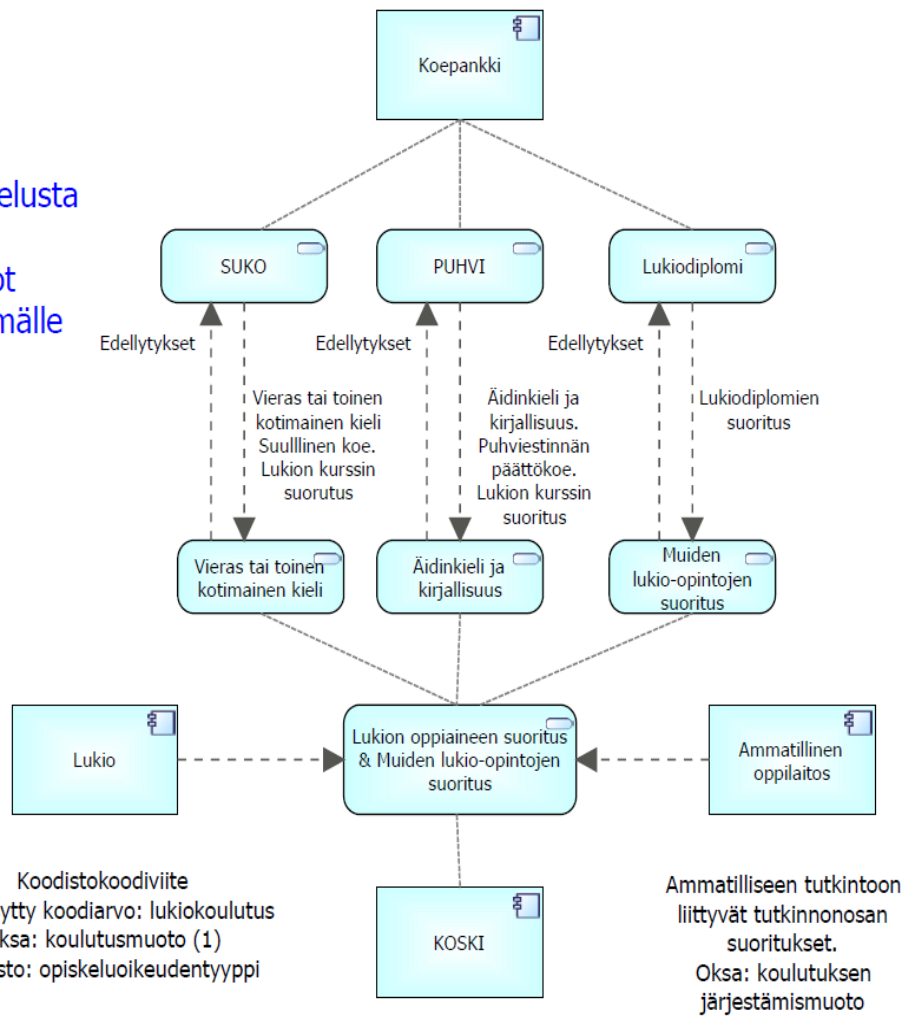 Koepankki
elusta
ot
mälle
SUKO
PUHVI
Lukiodiplomi
Edellytykset
Edellytykset
Edellytykset
Vieras tai toinen
kotimainen kieli
Suulllinen koe.
Lukion kurssin
suorutus
Äidinkieli ja
kirjallisuus.
Puhviestinnän
päättökoe.
Lukion kurssin
suoritus
Lukiodiplomien
suoritus
Vieras tai toinen
kotimainen kieli
Äidinkieli ja
kirjallisuus
Muiden
lukio-opintojen
suoritus
Lukio
Lukion oppiaineen suoritus
& Muiden lukio-opintojen
suoritus
Ammatillinen
oppilaitos
Koodistokoodiviite
ytty koodiarvo: lukiokoulutus
ksa: koulutusmuoto (1)
sto: opiskeluoikeudentyyppi
KOSKI
Ammatilliseen tutkintoon
liittyvät tutkinnonosan
suoritukset.
Oksa: koulutuksen
järjestämismuoto